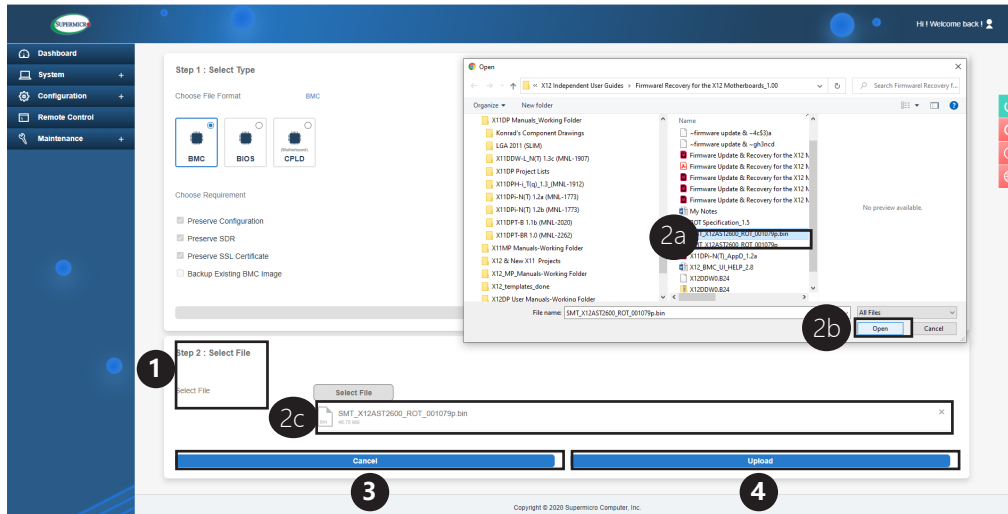 SUPERMICR
Hi ! Welcome back !
Dashboard
System +
Configuration +
Remote Control
Maintenance +
Step 1 : Select Type
Choose File Format BMC
BMC
BIOS
(Motherboard)
CPLD
Choose Requirement
Preserve Configuration
Preserve SDR
Preserve SSL Certificate
Backup Existing BMC Image
Open
« X12 Independent User Guides › Firmware Recovery for the X12 Motherboards_1.00
Search Firmwarel Recovery f...
Organize New folder
X11DP Manuals_Working Folder
Konrad's Component Drawings
LGA 2011 (SLIM)
X11DDW-L_N(T) 1.3c (MNL-1907)
X11DP Project Lists
X11DPH-i_T(q)_1.3_(MNL-1912)
X11DPi-N(T) 1.2a (MNL-1773)
X11DPi-N(T) 1.2b (MNL-1773)
X11DPT-B 1.1b (MNL-2020)
X11DPT-BR 1.0 (MNL-2262)
X11MP Manuals-Working Folder
X12 & New X11 Projects
X12_MP_Manuals-Working Folder
X12_templates_done
X12DP User Manuals-Working Folder
Name
~firmware update & ~4c$3)a
~firmware update & ~gh3ncd
Firmware Update & Recovery for the X12 M
Firmware Update & Recovery for the X12 M
Firmware Update & Recovery for the X12 M
Firmware Update & Recovery for the X12 M
Firmware Update & Recovery for the X12 M
My Notes
ROT Specification_1.5
SMT_X12AST2600_ROT_001079p.bin
SMT_X12AST2600_ROT_001079p
X11DPi-N(T)_AppD_1.2a
X12_BMC_UI_HELP_2.8
X12DDW0.B24
X12DDW0.B24
No preview available.
2a
File name: SMT_X12AST2600_ROT_001079p.bin
All Files
2b
Open
Cancel
1
Step 2 : Select File
Select File
Select File
2c
SMT_X12AST2600_ROT_001079p.bin
Cancel
Upload
3
4
Copyright © 2020 Supermicro Computer, Inc.